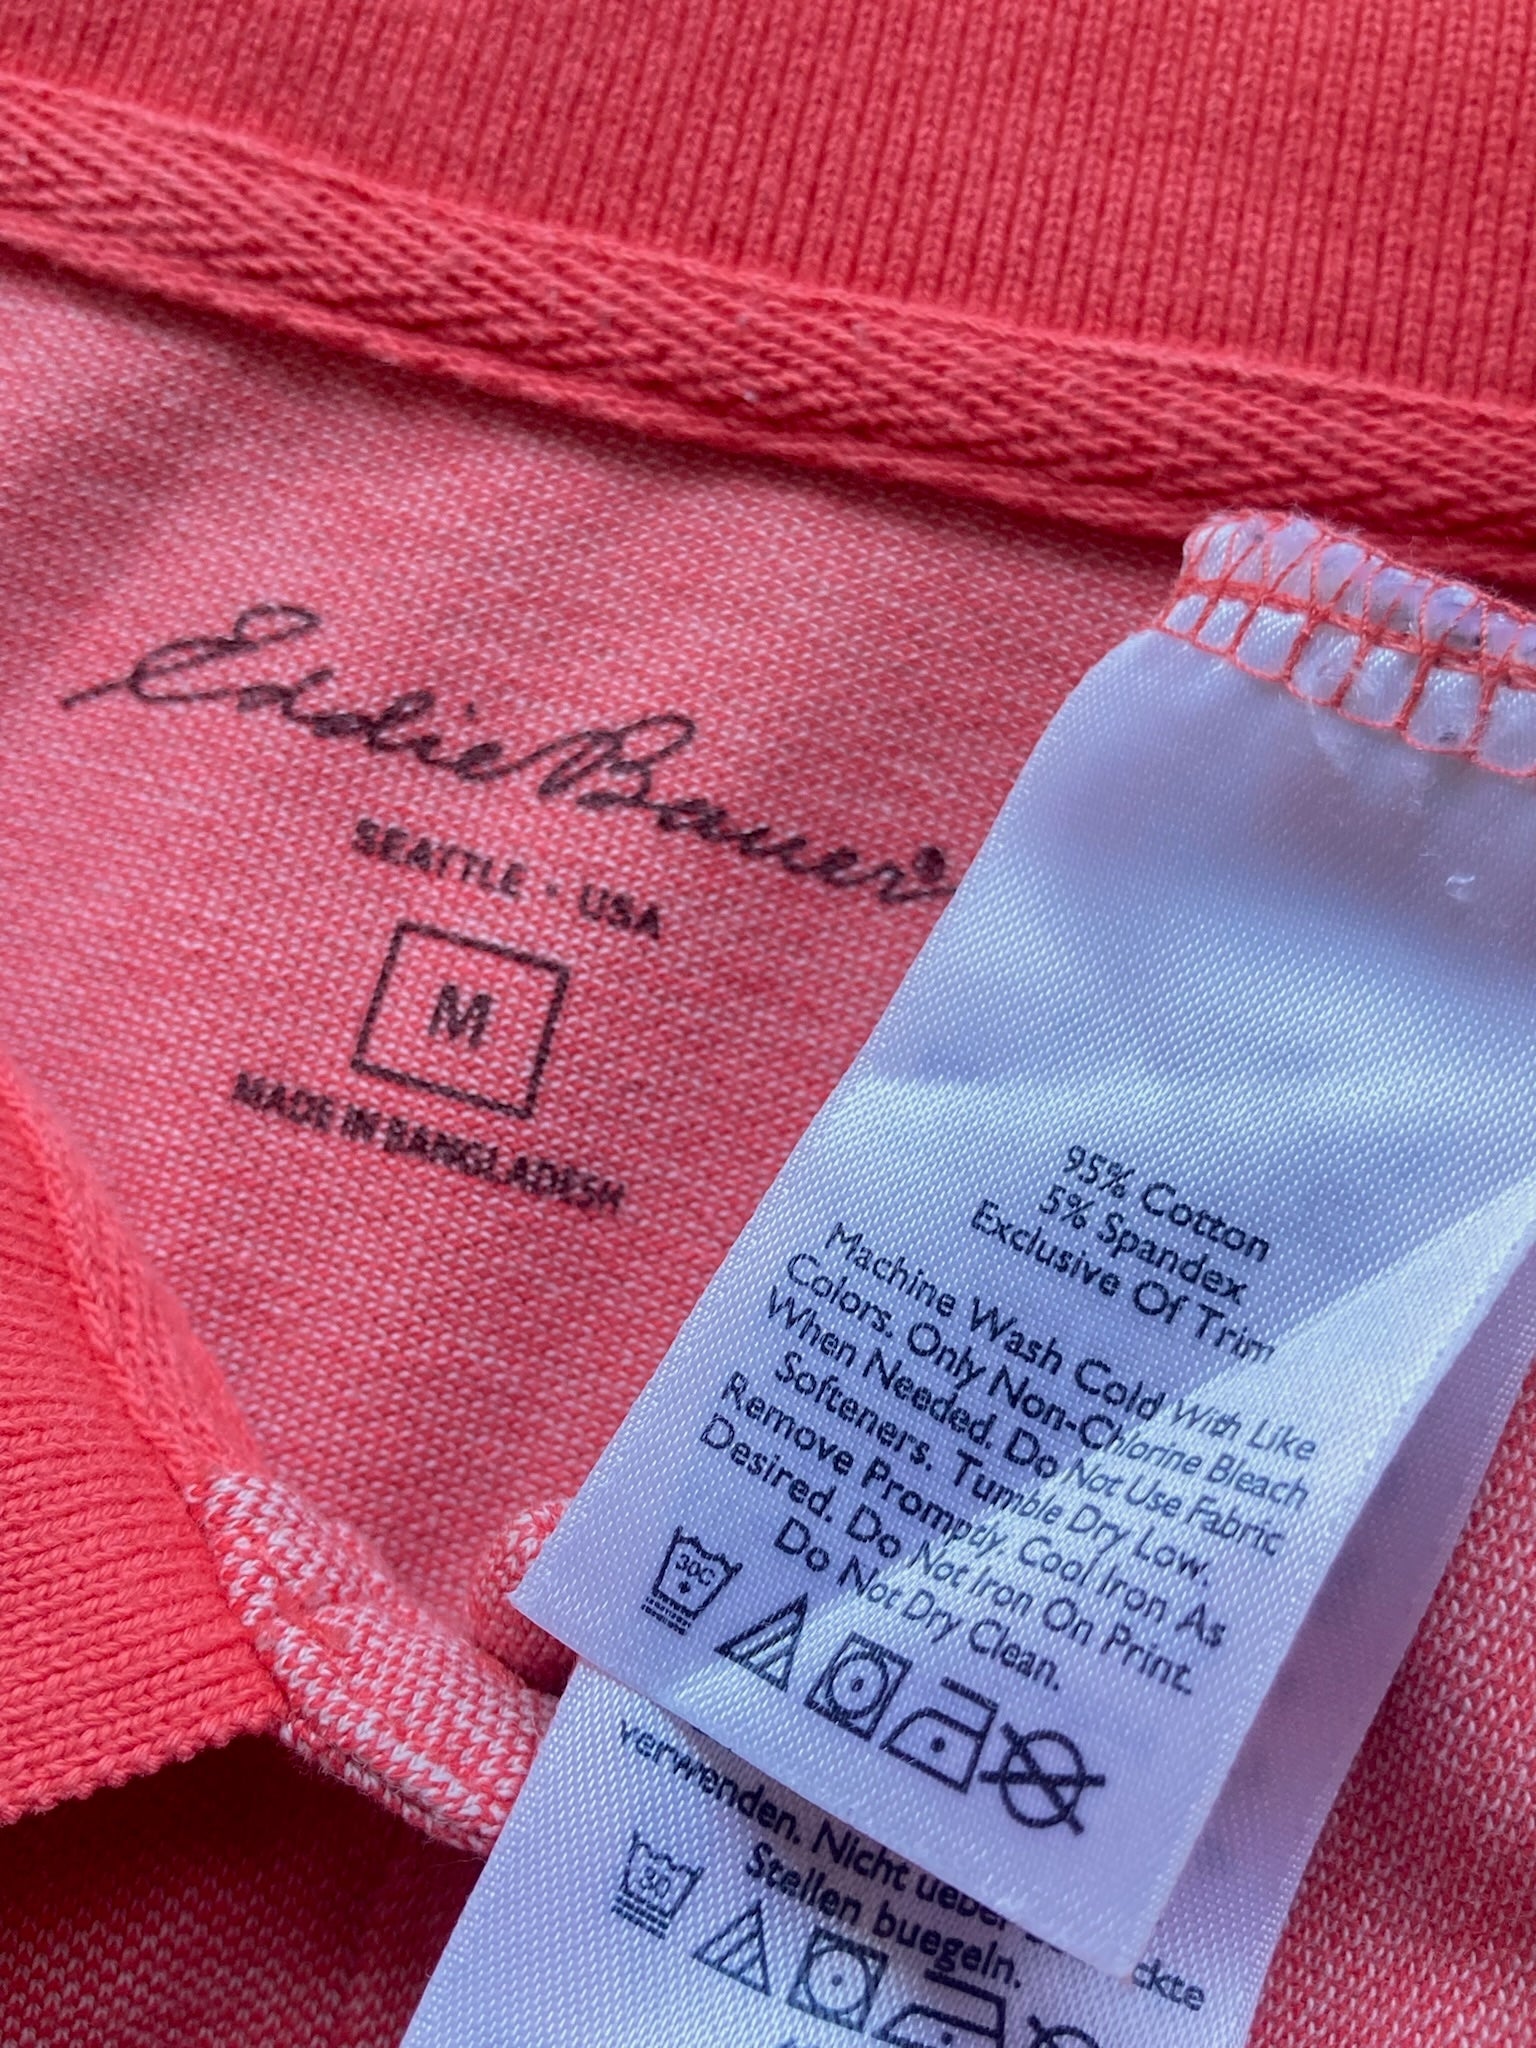 Eddie Bauer®
SEATTLE • USA
M
MADE IN BANGLADESH
95% Cotton
5% Spandex
Exclusive Of Trim
Machine Wash Cold With Like
Colors. Only Non-Chlorine Bleach
When Needed. Do Not Use Fabric
Softeners. Tumble Dry Low.
Remove Promptly. Cool Iron As
Desired. Do Not Iron On Print.
Do Not Dry Clean.
30C
verwenden. Nicht ueber
Stellen buegeln.
30